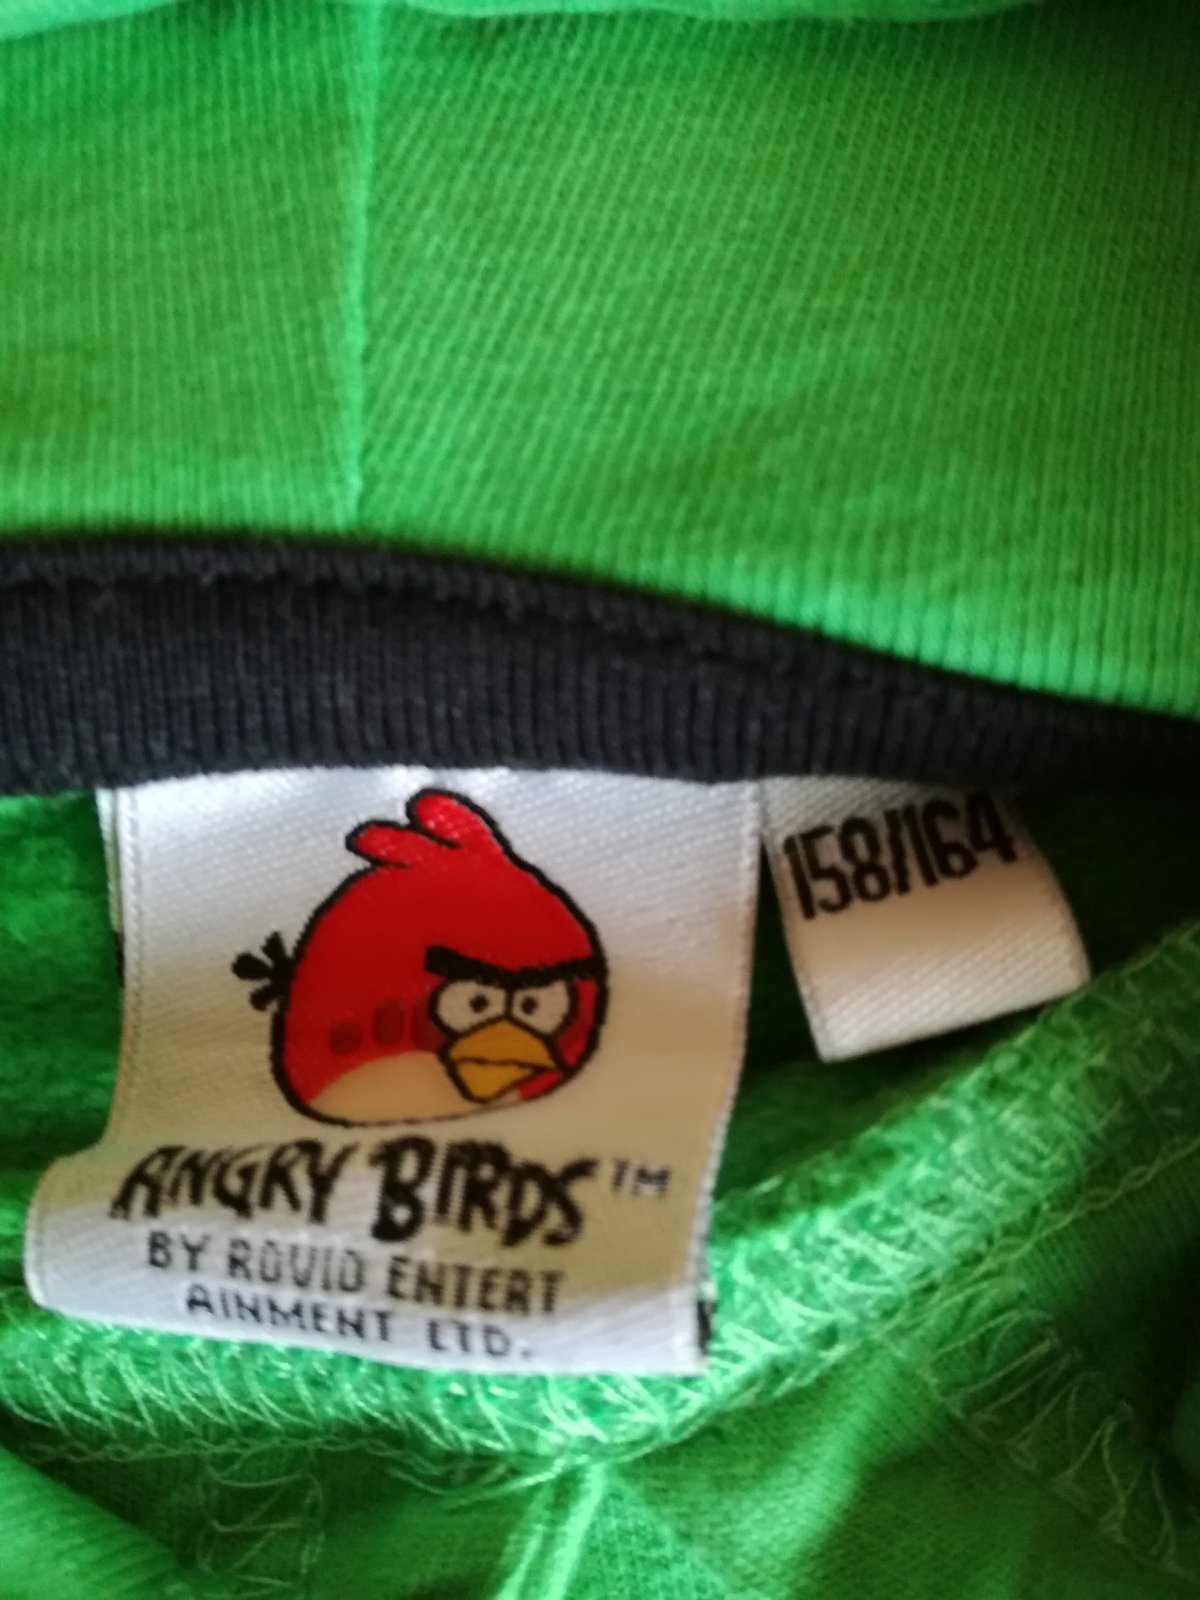 158/164
ANGRY BIRDS™
BY ROVIO ENTERT
AINMENT LTD.